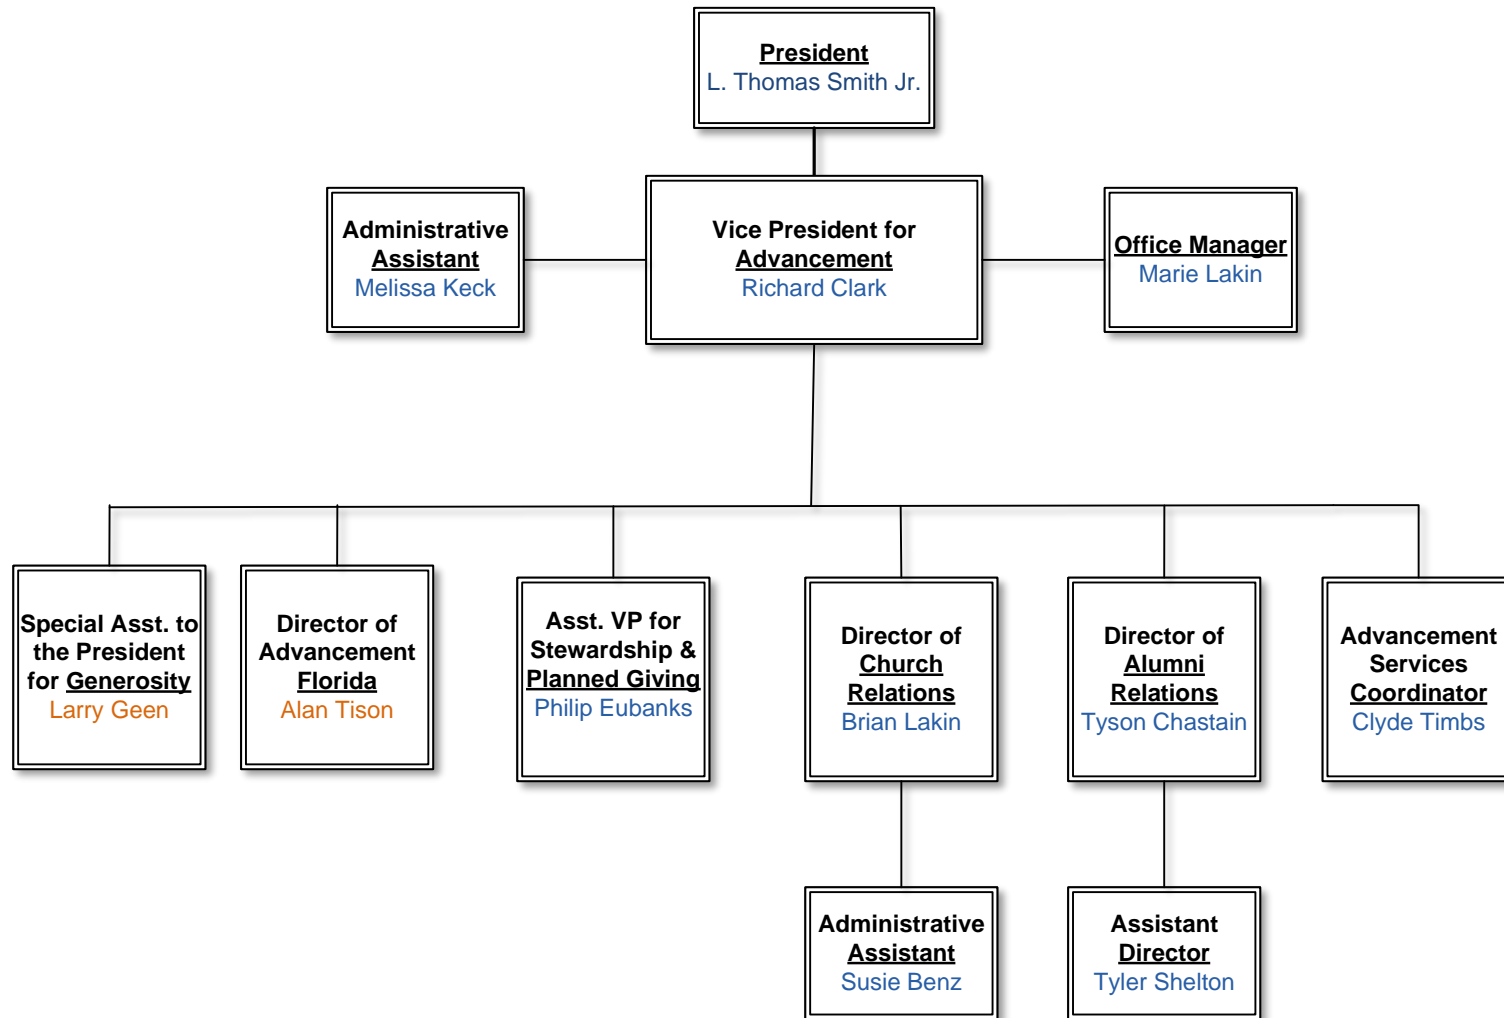 President
L. Thomas Smith Jr.
Administrative
Assistant
Melissa Keck
Vice President for
Advancement
Richard Clark
Office Manager
Marie Lakin
Special Asst. to
the President
for Generosity
Larry Geen
Director of
Advancement
Florida
Alan Tison
Asst. VP for
Stewardship &
Planned Giving
Philip Eubanks
Director of
Church
Relations
Brian Lakin
Director of
Alumni
Relations
Tyson Chastain
Advancement
Services
Coordinator
Clyde Timbs
Administrative
Assistant
Susie Benz
Assistant
Director
Tyler Shelton